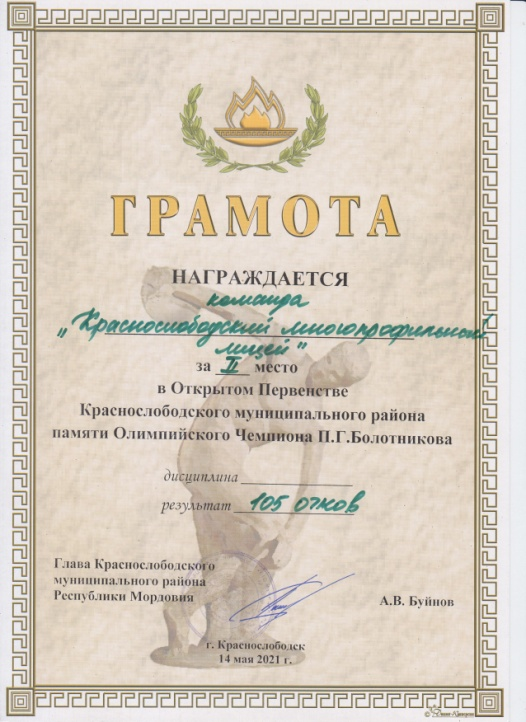 ГРАМОТА
НАГРАЖДАЕТСЯ
команда
„Краснослободский многопрофильный
лицей"
за II место
в Открытом Первенстве
Краснослободского муниципального района
памяти Олимпийского Чемпиона П.Г.Болотникова
дисциплина
результат 105 очков
Глава Краснослободского
муниципального района
Республики Мордовия
А.В. Буйнов
г. Краснослободск
14 мая 2021 г.